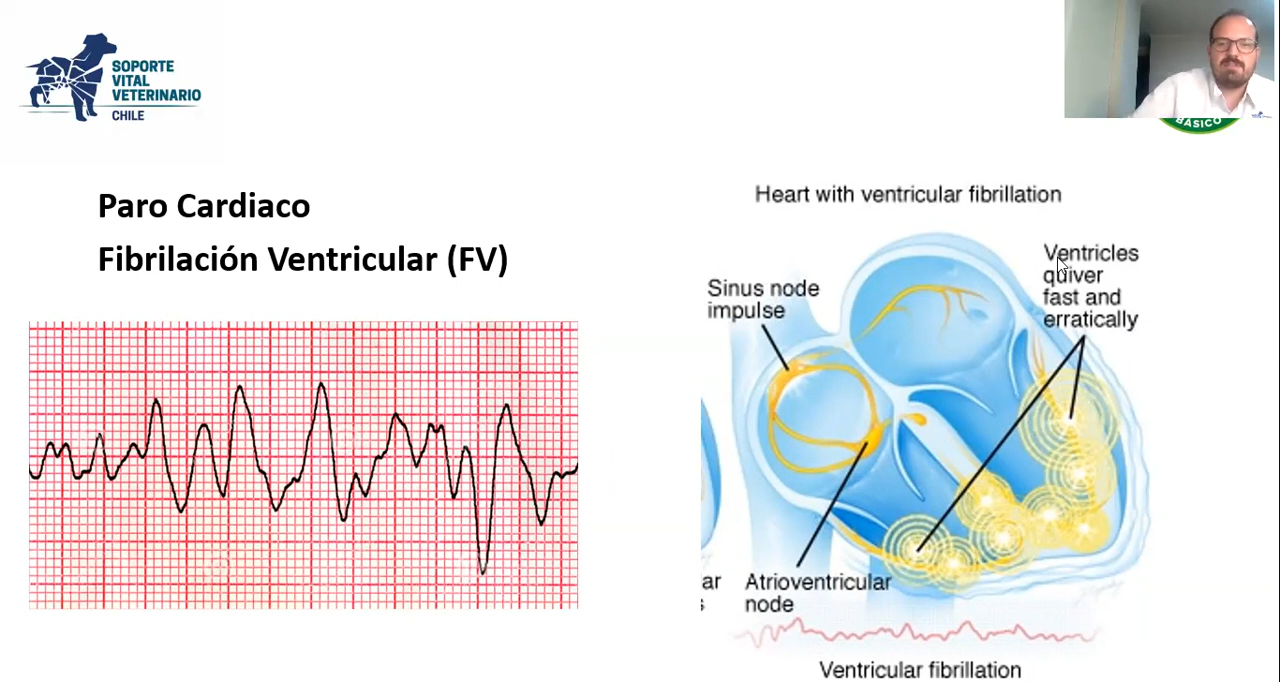 SOPORTE
VITAL
VETERINARIO
CHILE
BÁSICO
Paro Cardiaco
Fibrilación Ventricular (FV)
Heart with ventricular fibrillation
Ventricles
quiver
fast and
erratically
Sinus node
impulse
ar
s
Atrioventricular
node
Ventricular fibrillation